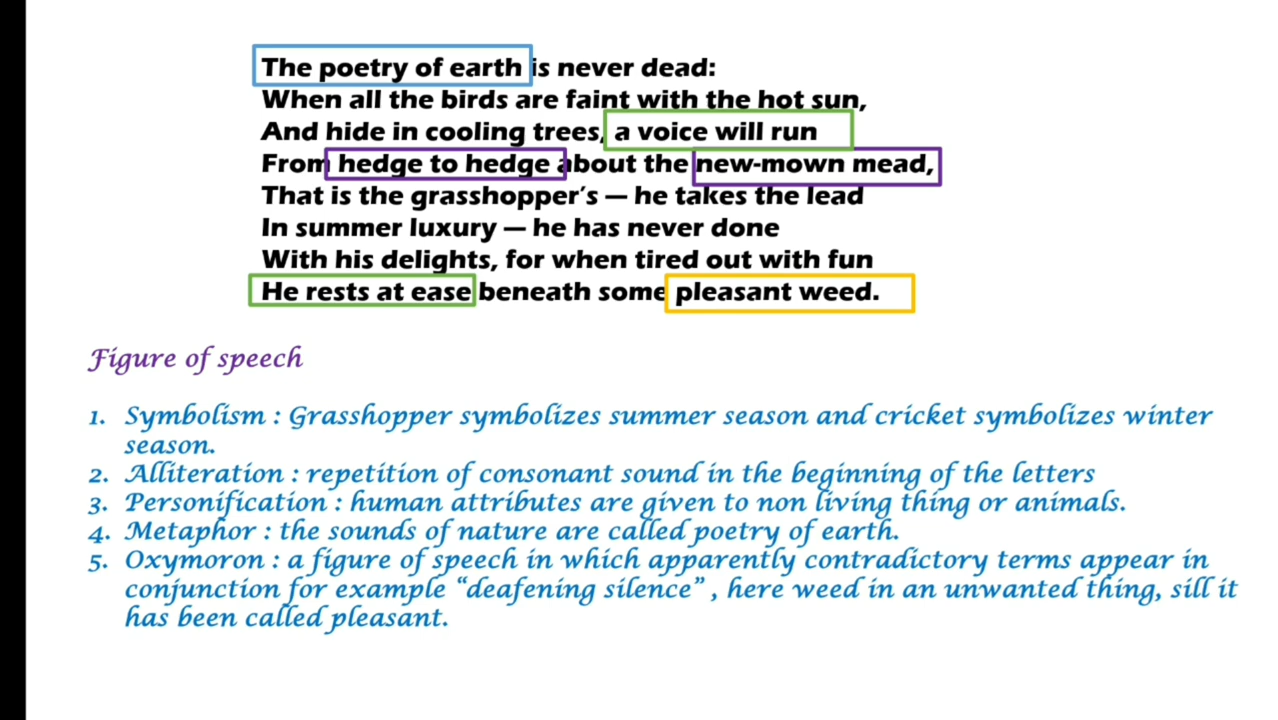 The poetry of earth is never dead:
When all the birds are faint with the hot sun,
And hide in cooling trees, a voice will run
From hedge to hedge about the new-mown mead,
That is the grasshopper’s — he takes the lead
In summer luxury — he has never done
With his delights, for when tired out with fun
He rests at ease beneath some pleasant weed.
Figure of speech
1. Symbolism : Grasshopper symbolizes summer season and cricket symbolizes winter
season.
2. Alliteration : repetition of consonant sound in the beginning of the letters
3. Personification : human attributes are given to non living thing or animals.
4. Metaphor : the sounds of nature are called poetry of earth.
5. Oxymoron : a figure of speech in which apparently contradictory terms appear in
conjunction for example “deafening silence” , here weed in an unwanted thing, sill it
has been called pleasant.